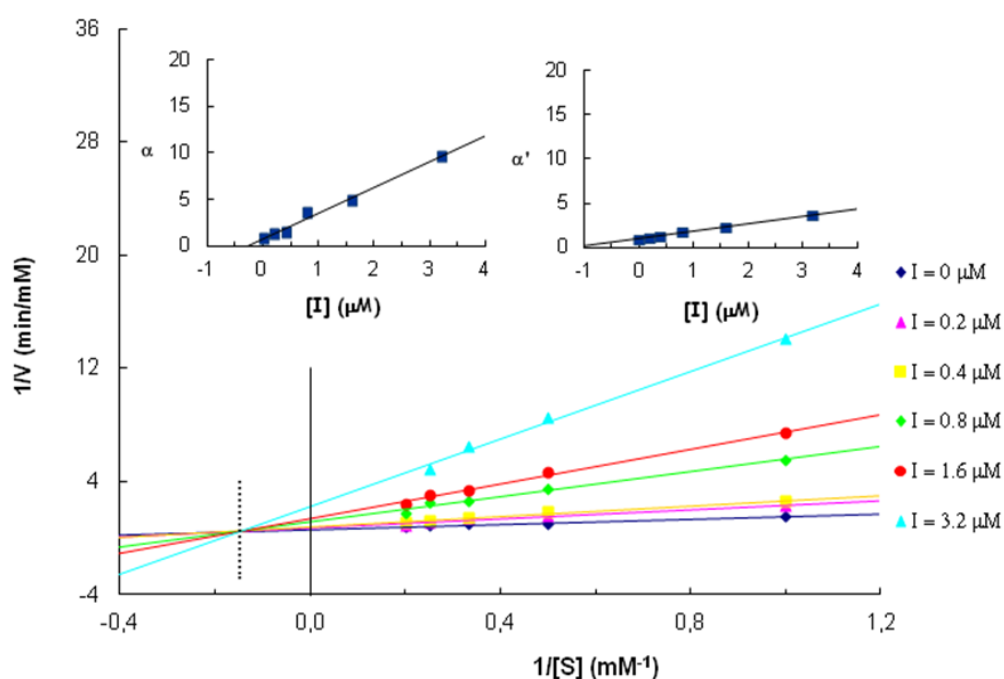 36
28
20
12
4
-4
1/V (min/mM)
-0,4
0,0
0,4
0,8
1,2
1/[S] (mM-1)
20
15
10
5
0
α
-1
0
1
2
3
4
[I] (μM)
20
15
10
5
0
α'
-1
0
1
2
3
4
[I] (μM)
I = 0 μM
I = 0.2 μM
I = 0.4 μM
I = 0.8 μM
I = 1.6 μM
I = 3.2 μM